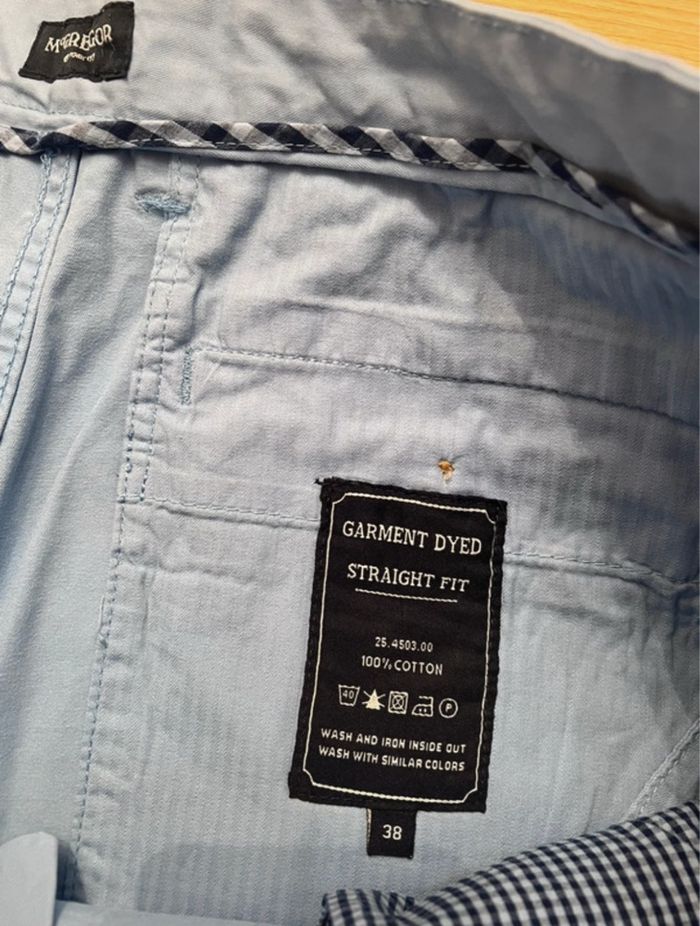 McGREGOR
GARMENT DYED
STRAIGHT FIT
25.4503.00
100% COTTON
40 P
WASH AND IRON INSIDE OUT
WASH WITH SIMILAR COLORS
38